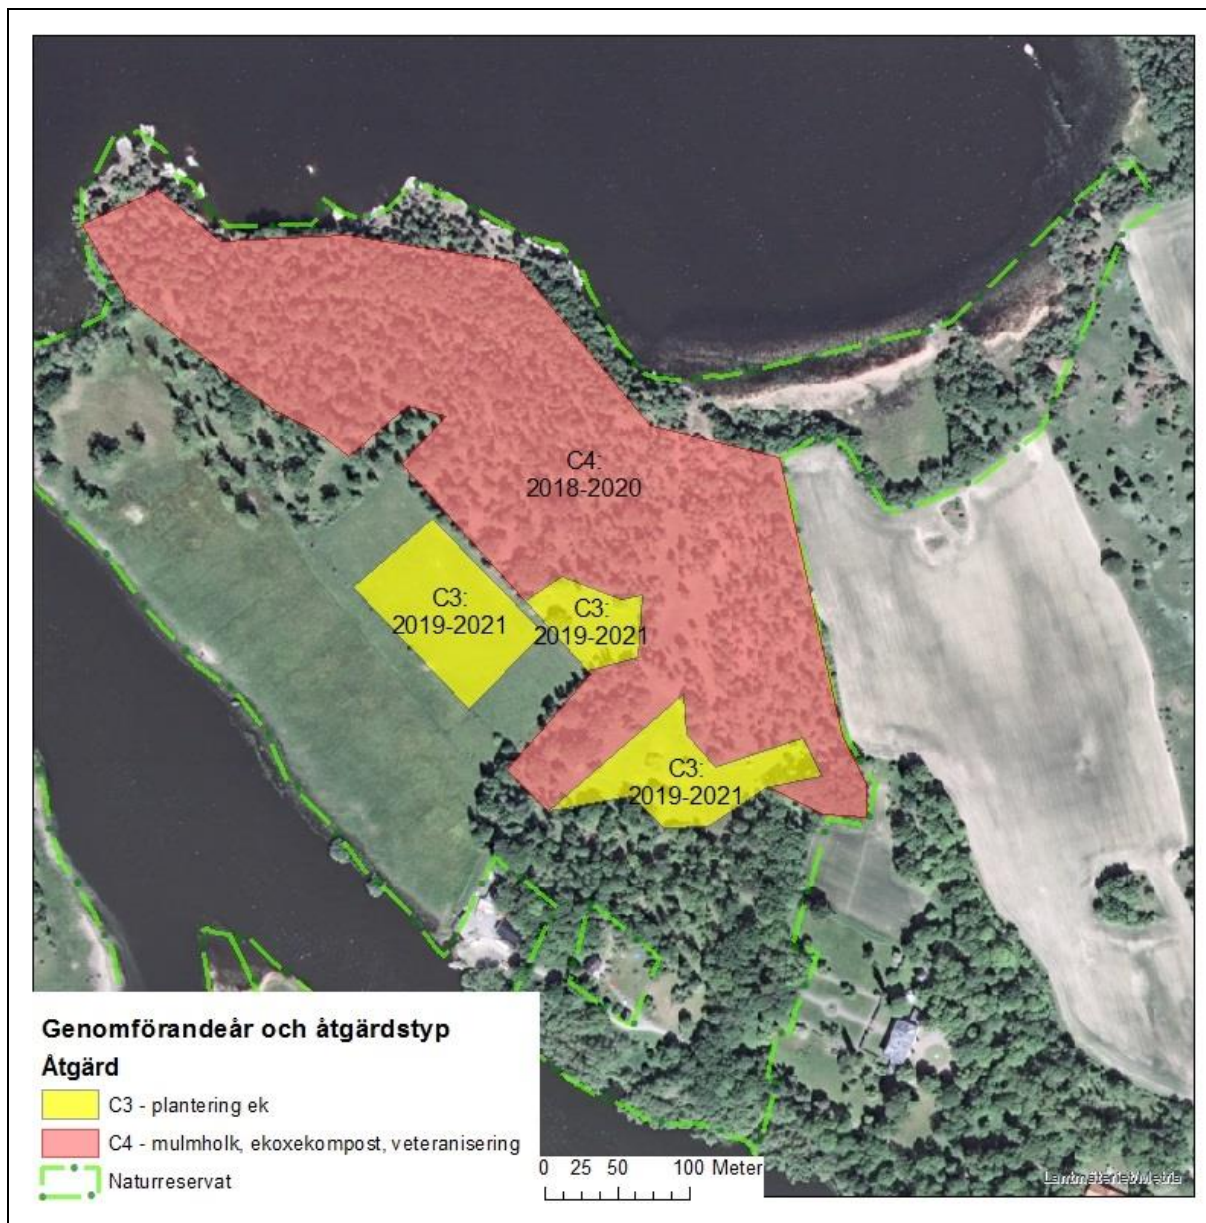 C4:
2018-2020
C3:
2019-2021
C3:
2019-2021
C3:
2019-2021
Genomförandeår och åtgärdstyp
Åtgärd
C3 - plantering ek
C4 - mulmholk, ekoxekompost, veteranisering
Naturreservat
0 25 50 100 Meter
Lantmäteriet/Metria